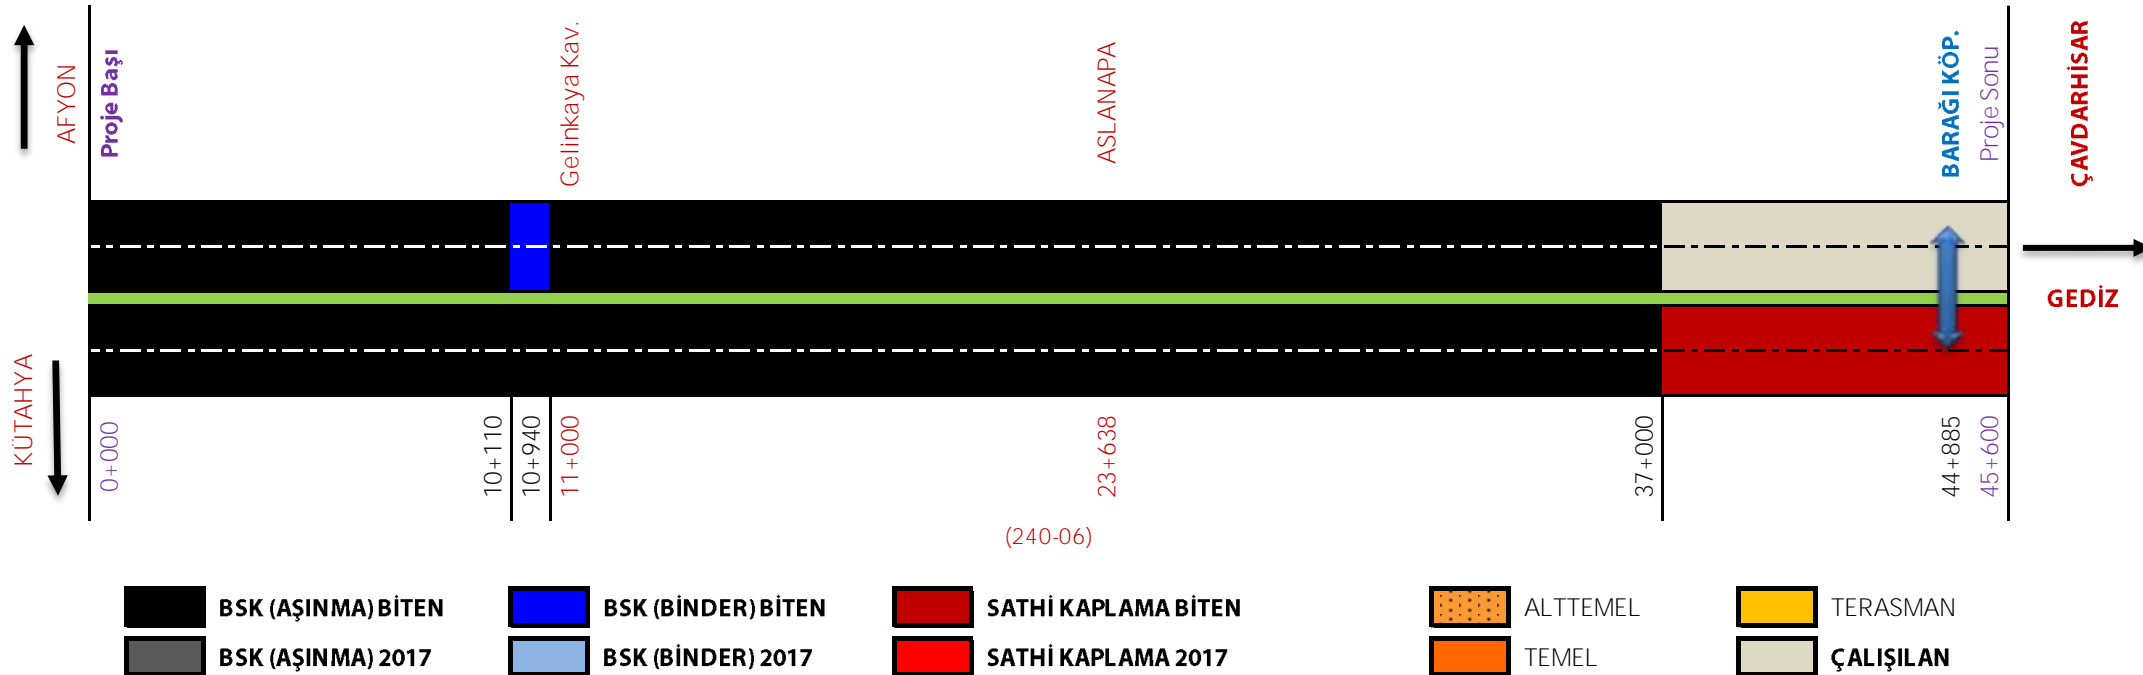 AFYON
Proje Başı
Gelinkaya Kav.
ASLANAPA
BARAĞI KÖP.
Proje Sonu
ÇAVDARHİSAR
GEDİZ
KÜTAHYA
0+000
10+110
10+940
11+000
23+638
37+000
44+885
45+600
(240-06)
BSK (AŞINMA) BİTEN
BSK (BİNDER) BİTEN
SATHİ KAPLAMA BİTEN
ALTTEMEL
TERASMAN
BSK (AŞINMA) 2017
BSK (BİNDER) 2017
SATHİ KAPLAMA 2017
TEMEL
ÇALIŞILAN